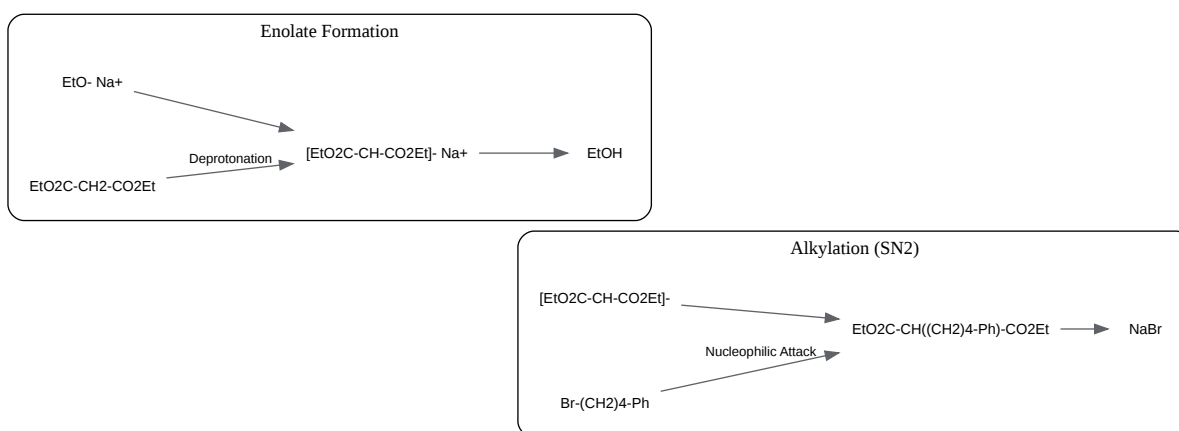 Enolate Formation
EtO- Na+
Deprotonation
[EtO2C-CH-CO2Et]- Na+
EtOH
EtO2C-CH2-CO2Et
Alkylation (SN2)
[EtO2C-CH-CO2Et]-
EtO2C-CH((CH2)4-Ph)-CO2Et
NaBr
Nucleophilic Attack
Br-(CH2)4-Ph